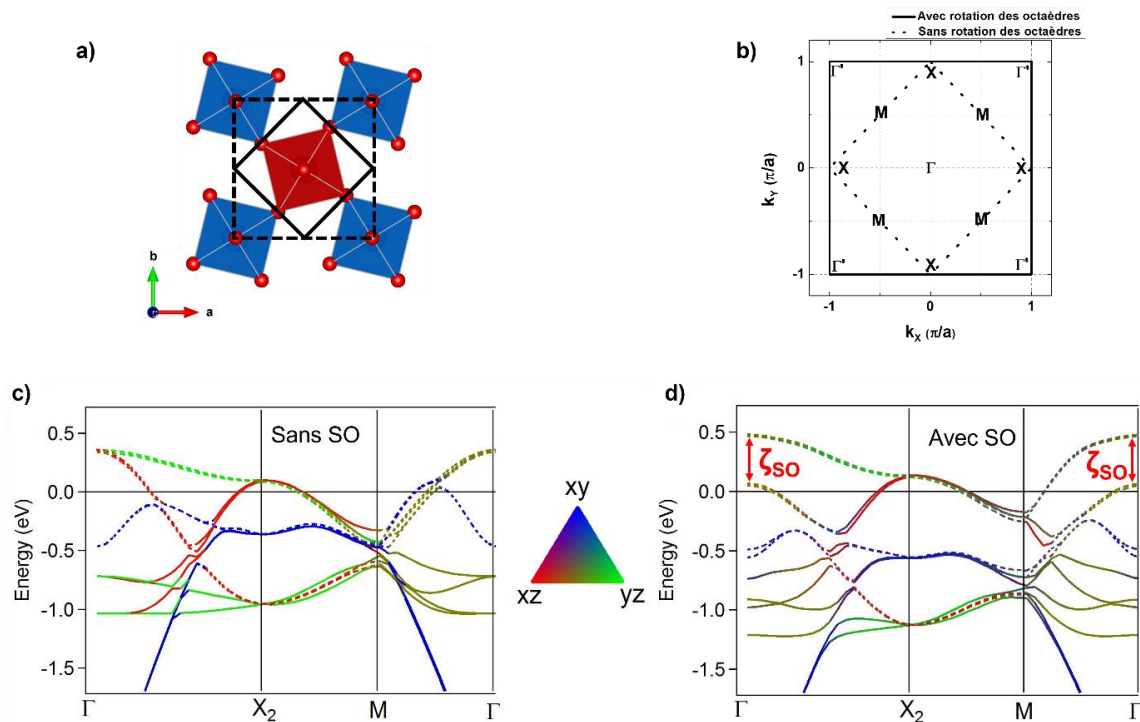 a)
b
a
b)
Avec rotation des octaèdres
Sans rotation des octaèdres
1
0
-1
k_Y (π/a)
Γ' X Γ'
M M
X Γ X
M M
Γ' X Γ'
-1 0 1
k_X (π/a)
c)
Sans SO
Energy (eV)
0.5
0.0
-0.5
-1.0
-1.5
Γ X₂ M Γ
xy
xz yz
d)
Avec SO
ζSO
ζSO
Energy (eV)
0.5
0.0
-0.5
-1.0
-1.5
Γ X₂ M Γ